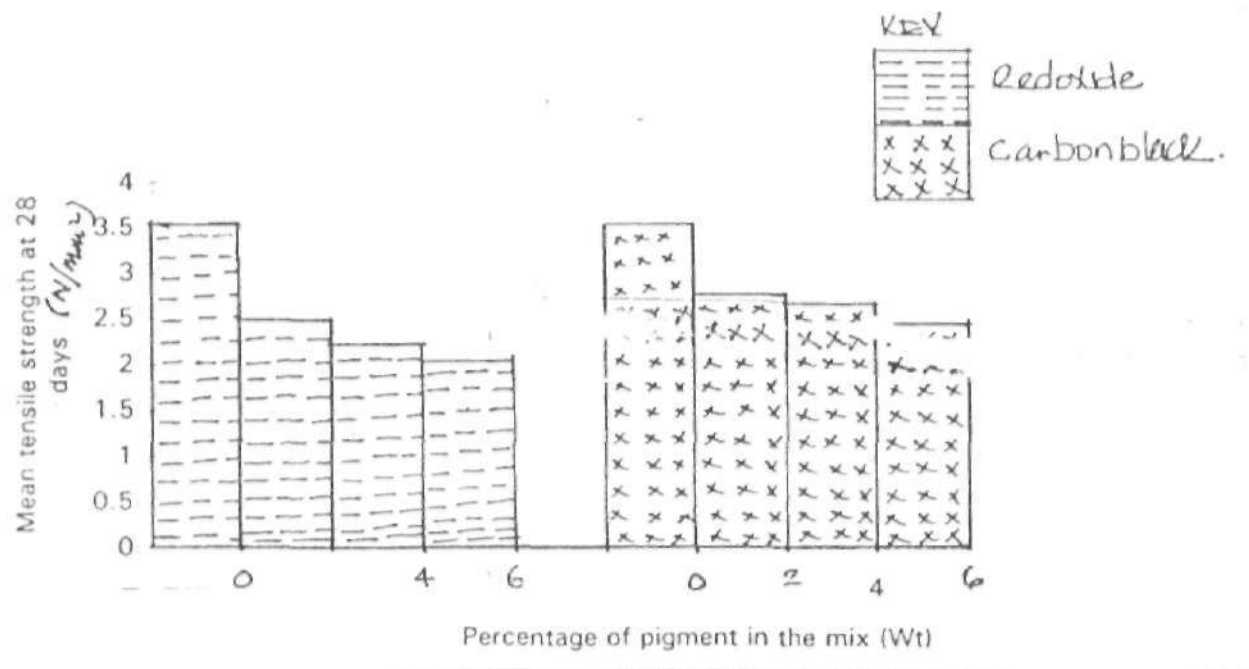 KEY
Redoxide
Carbonblack.
Mean tensile strength at 28
days (N/mm2)
4
3.5
3
2.5
2
1.5
1
0.5
0
0 4 6 0 2 4 6
Percentage of pigment in the mix (Wt)